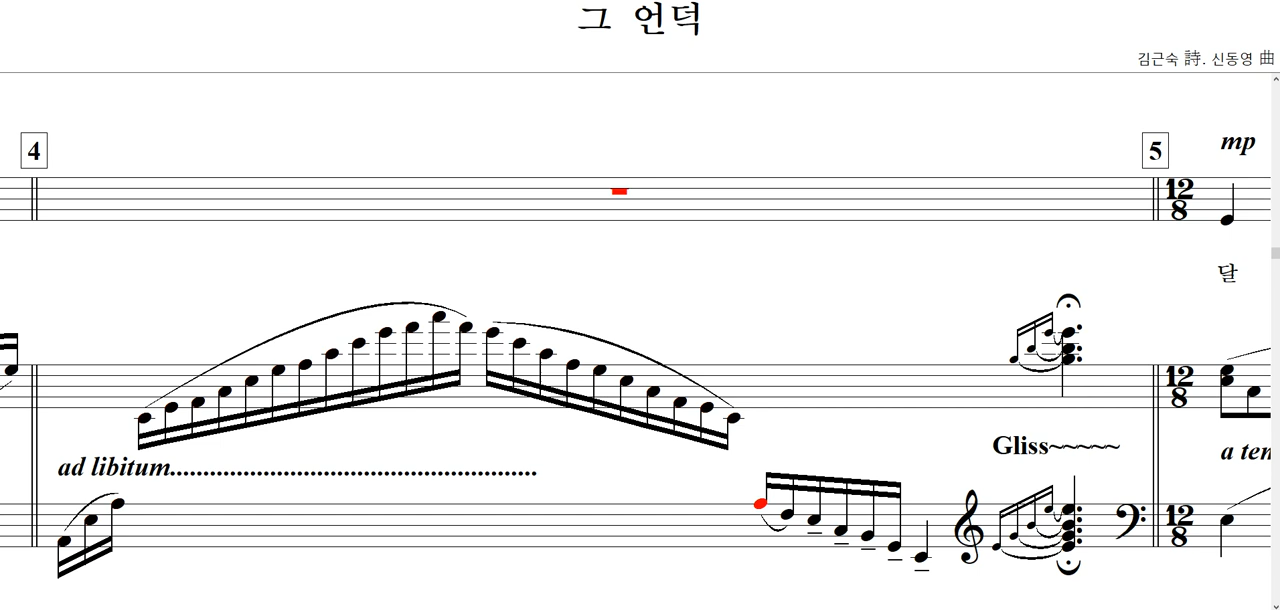 그 언덕
김근숙 詩. 신동영 曲
4
5
mp
12
8
달
12
8
Gliss~~~~~
ad libitum........................................................
a ten
12
8